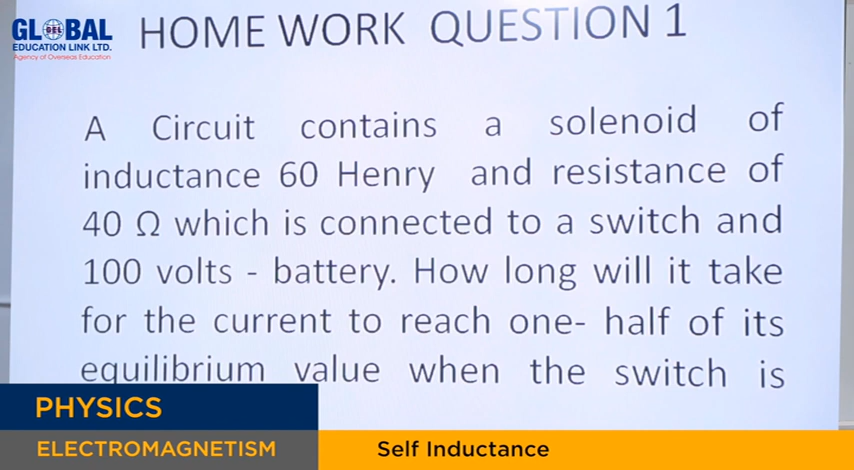 GLOBAL
GEL
EDUCATION LINK LTD.
Agency of Overseas Education
HOME WORK QUESTION 1
A Circuit contains a solenoid of
inductance 60 Henry and resistance of
40 Ω which is connected to a switch and
100 volts - battery. How long will it take
for the current to reach one- half of its
equilibrium value when the switch is
PHYSICS
ELECTROMAGNETISM
Self Inductance